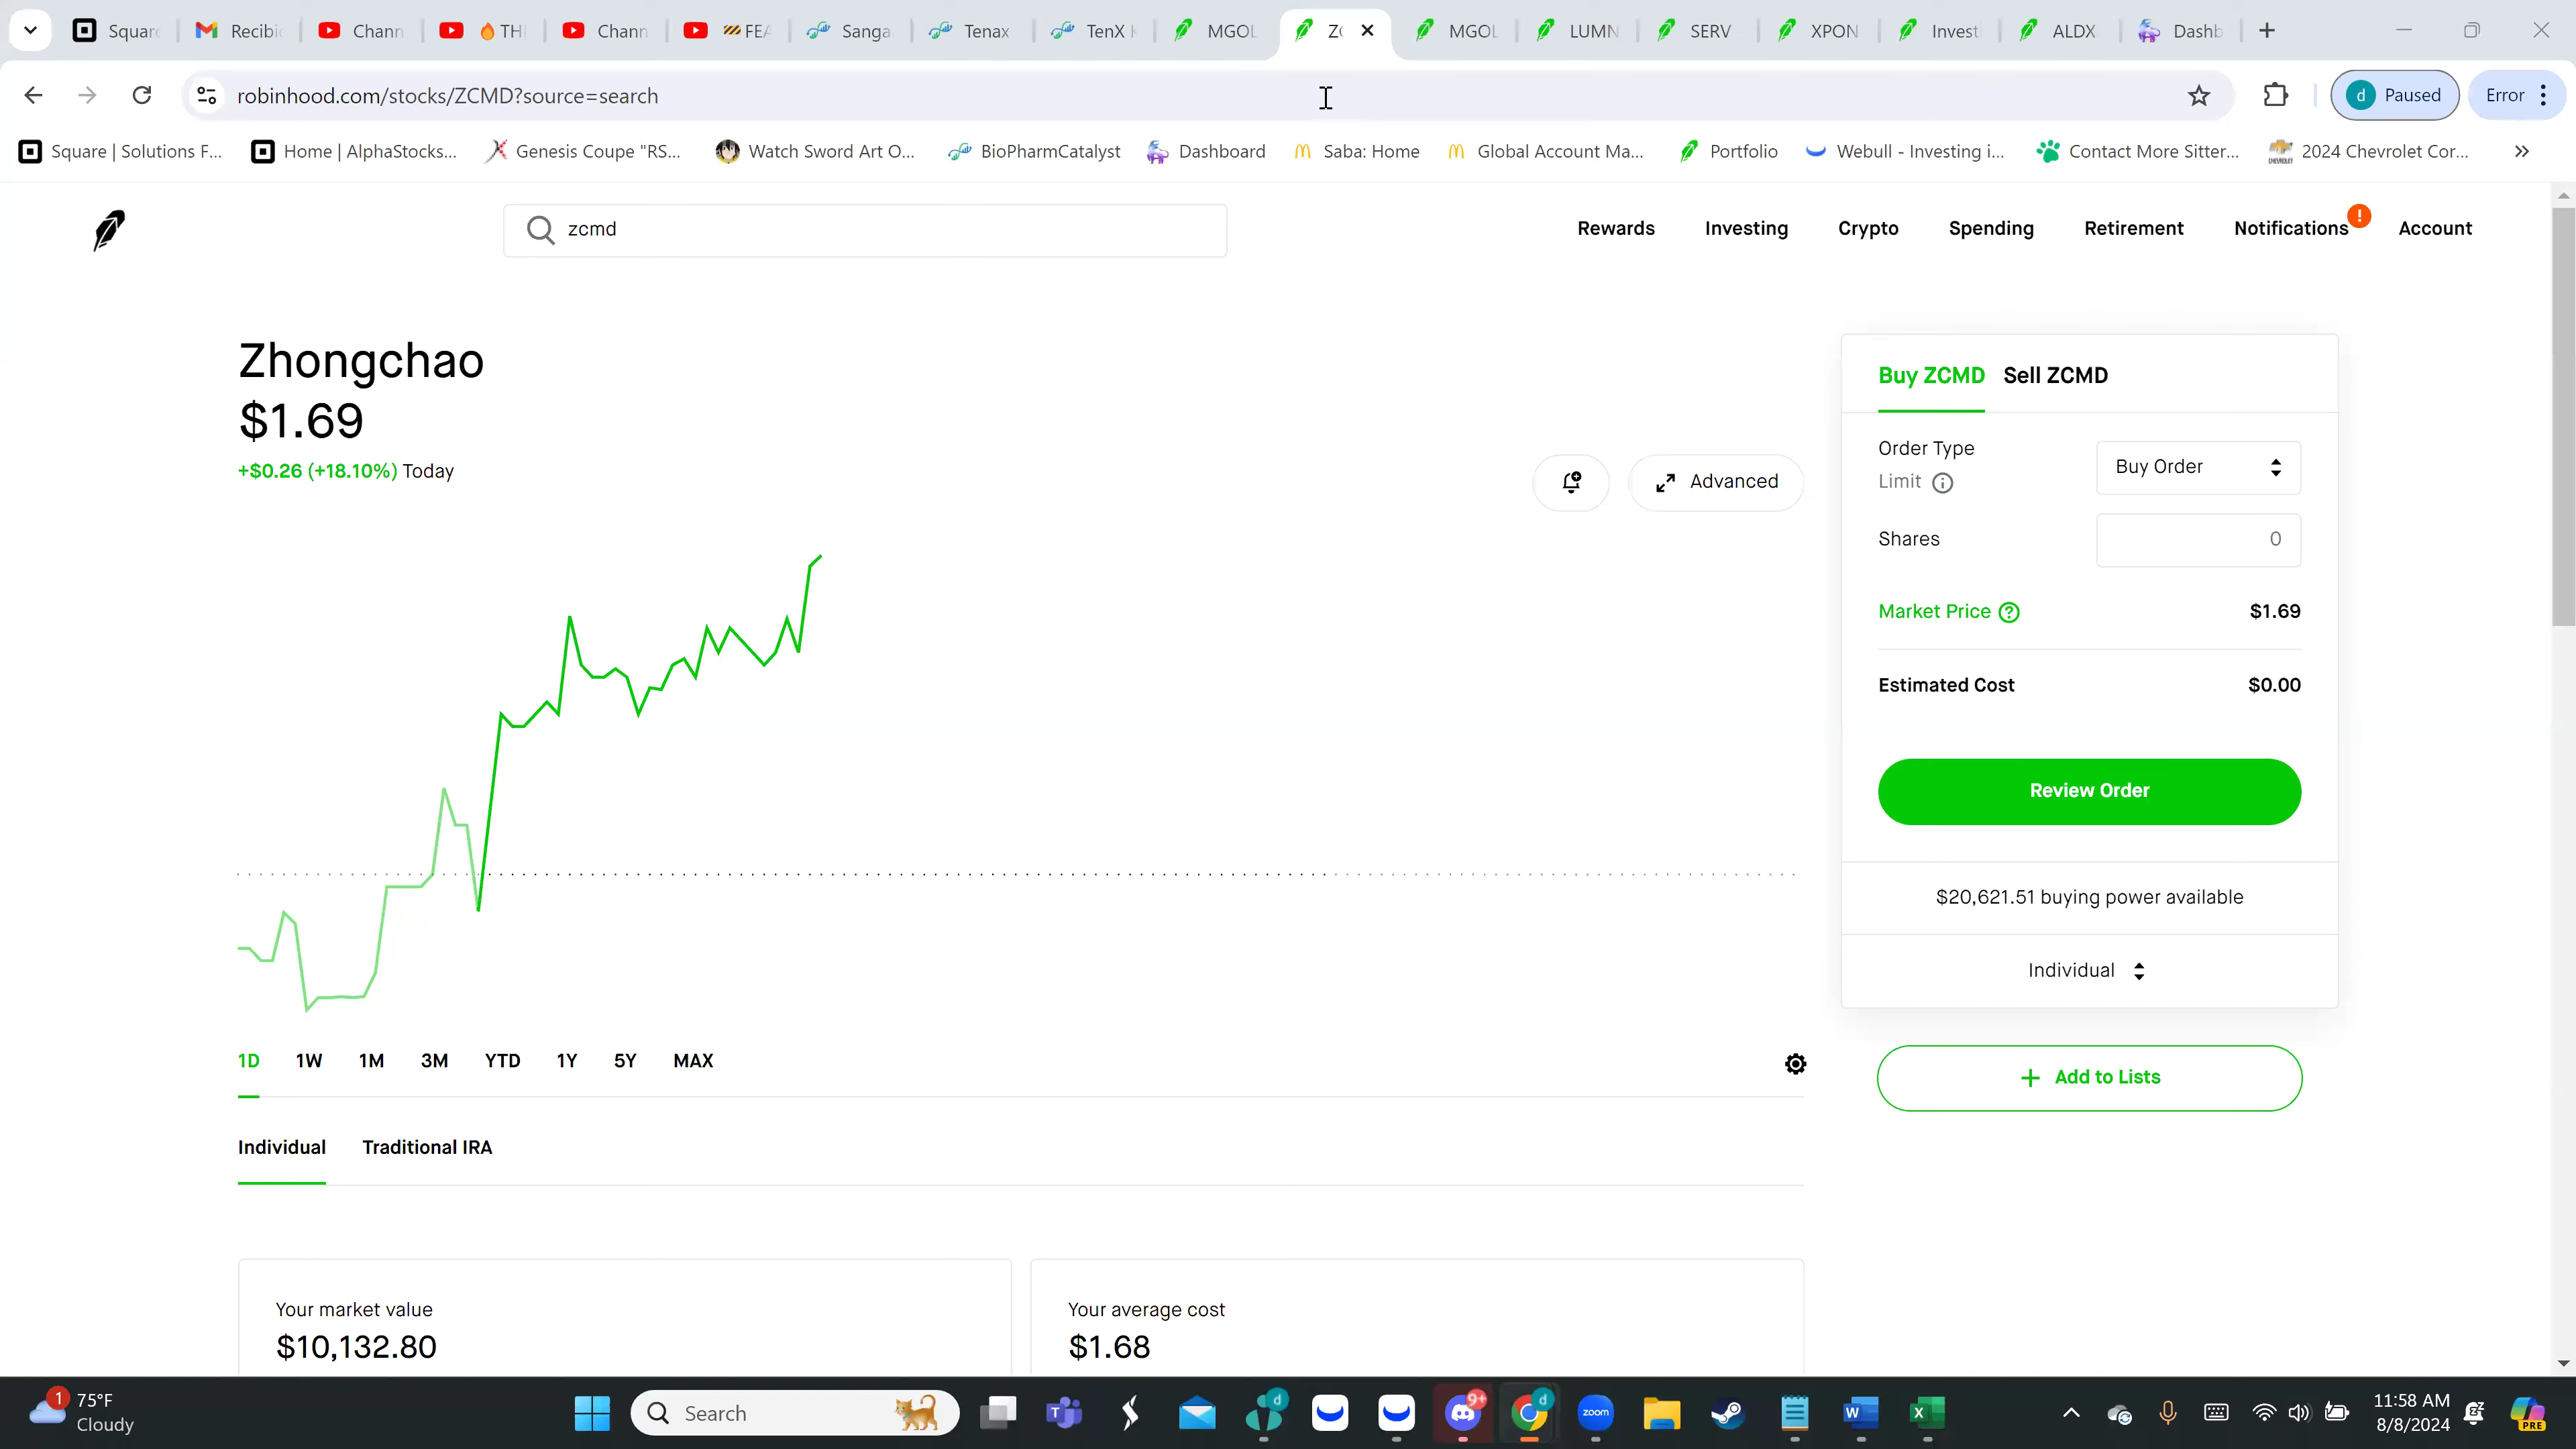 Squar
Recibi
Chann
🔥 TH
Chann
🚧 FEA
Sanga
Tenax
TenX K
MGOL
ZC
MGOL
LUMN
SERV
XPON
Invest
ALDX
Dashb
robinhood.com/stocks/ZCMD?source=search
d Paused
Error
Square | Solutions F...
Home | AlphaStocks...
Genesis Coupe "RS...
Watch Sword Art O...
BioPharmCatalyst
Dashboard
Saba: Home
Global Account Ma...
Portfolio
Webull - Investing i...
Contact More Sitter...
2024 Chevrolet Cor...
zcmd
Rewards
Investing
Crypto
Spending
Retirement
Notifications
!
Account
Zhongchao
$1.69
+$0.26 (+18.10%) Today
Advanced
Buy ZCMD
Sell ZCMD
Order Type
Limit
Buy Order
Shares
0
Market Price
$1.69
Estimated Cost
$0.00
Review Order
$20,621.51 buying power available
Individual
Add to Lists
1D
1W
1M
3M
YTD
1Y
5Y
MAX
Individual
Traditional IRA
Your market value
$10,132.80
Your average cost
$1.68
1
75°F
Cloudy
Search
T
d
9+
d
zoom
W
X
11:58 AM
8/8/2024
PRE